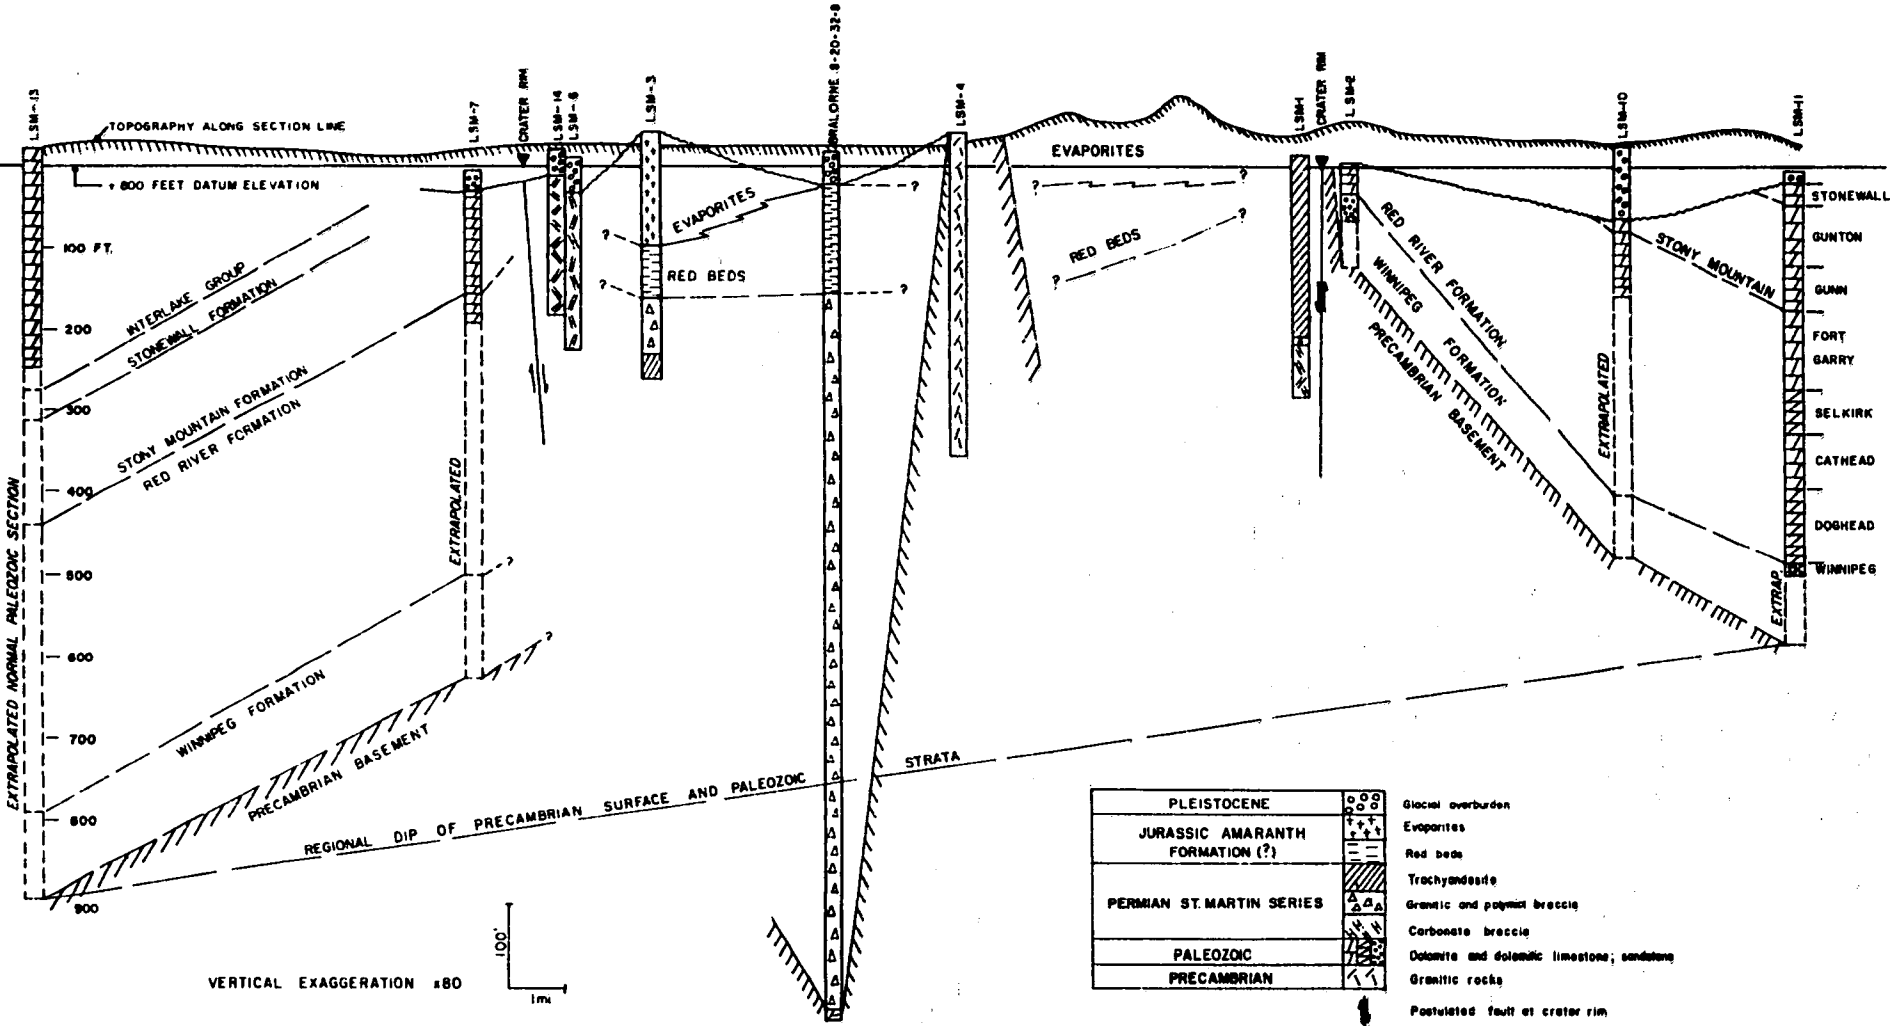 LSM-13
LSM-7
CRATER RIM
LSM-14
LSM-6
LSM-3
BRALORNE 8-20-32-8
LSM-4
LSM-1
CRATER RIM
LSM-2
LSM-10
LSM-11
TOPOGRAPHY ALONG SECTION LINE
+ 800 FEET DATUM ELEVATION
EVAPORITES
EVAPORITES
RED BEDS
RED BEDS
?
?
?
?
?
?
?
?
?
?
100 FT.
200
300
400
500
600
700
800
900
INTERLAKE GROUP
STONEWALL FORMATION
STONY MOUNTAIN FORMATION
RED RIVER FORMATION
WINNIPEG FORMATION
PRECAMBRIAN BASEMENT
EXTRAPOLATED NORMAL PALEOZOIC SECTION
EXTRAPOLATED
REGIONAL DIP OF PRECAMBRIAN SURFACE AND PALEOZOIC STRATA
RED RIVER FORMATION
WINNIPEG FORMATION
PRECAMBRIAN BASEMENT
STONY MOUNTAIN
EXTRAPOLATED
EXTRAP.
STONEWALL
GUNTON
GUNN
FORT
GARRY
SELKIRK
CATHEAD
DOGHEAD
WINNIPEG
VERTICAL EXAGGERATION x80
100'
1mi
PLEISTOCENE
Glacial overburden
JURASSIC AMARANTH
FORMATION (?)
Evaporites
Red beds
PERMIAN ST. MARTIN SERIES
Trachyandesite
Granitic and polymict breccia
Carbonate breccia
PALEOZOIC
Dolomite and dolomitic limestone; sandstone
PRECAMBRIAN
Granitic rocks
Postulated fault at crater rim